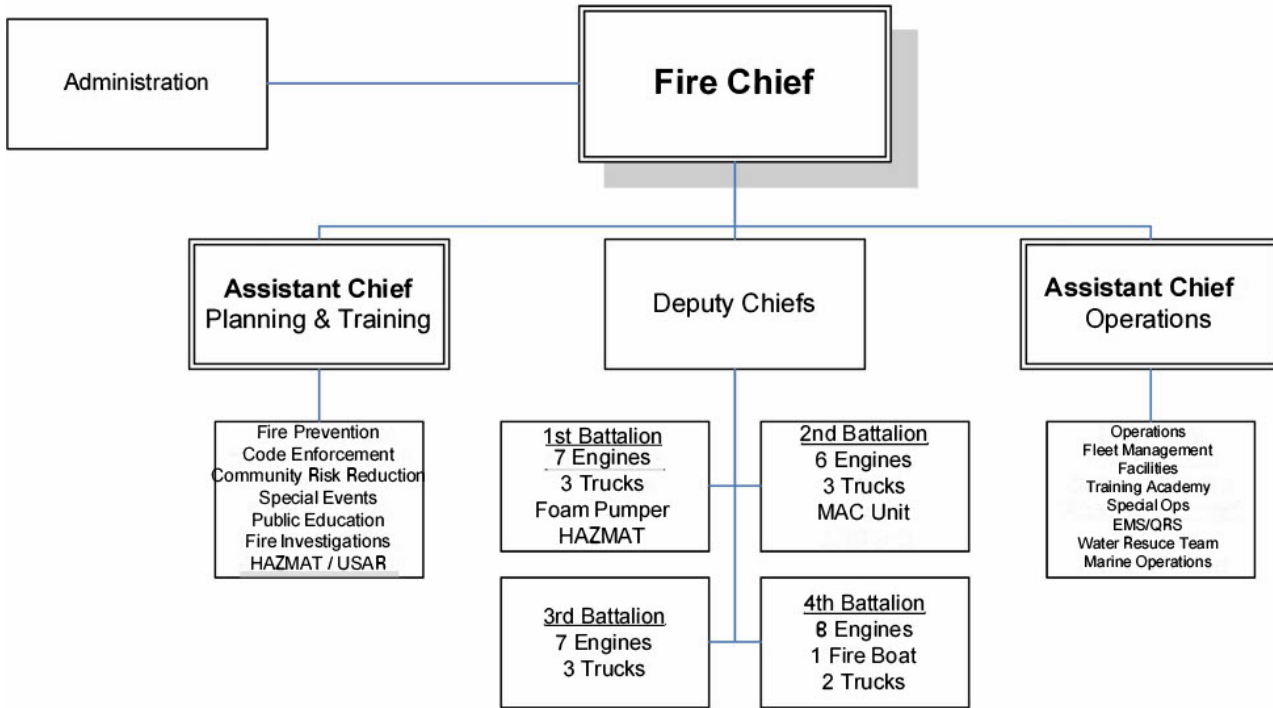 Administration
Fire Chief
Assistant Chief
Planning & Training
Deputy Chiefs
Assistant Chief
Operations
Fire Prevention
Code Enforcement
Community Risk Reduction
Special Events
Public Education
Fire Investigations
HAZMAT / USAR
1st Battalion
7 Engines
3 Trucks
Foam Pumper
HAZMAT
2nd Battalion
6 Engines
3 Trucks
MAC Unit
Operations
Fleet Management
Facilities
Training Academy
Special Ops
EMS/QRS
Water Resuce Team
Marine Operations
3rd Battalion
7 Engines
3 Trucks
4th Battalion
8 Engines
1 Fire Boat
2 Trucks